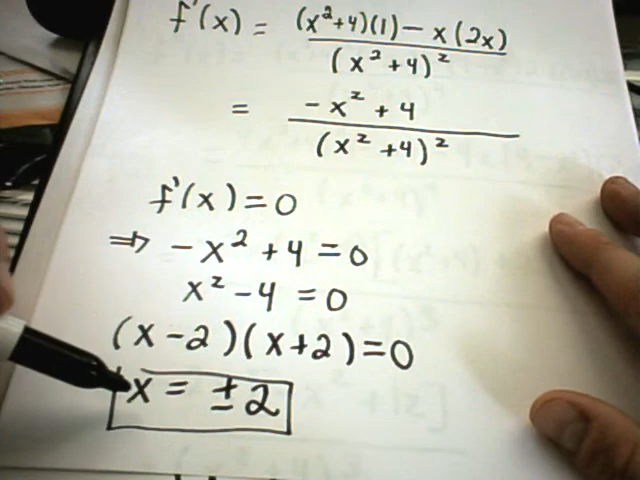 f'(x) = (x²+4)(1) − x(2x) / (x²+4)²
= −x² + 4 / (x² + 4)²
f'(x) = 0
⇒ −x² + 4 = 0
x² − 4 = 0
(x−2)(x+2) = 0
x = ±2